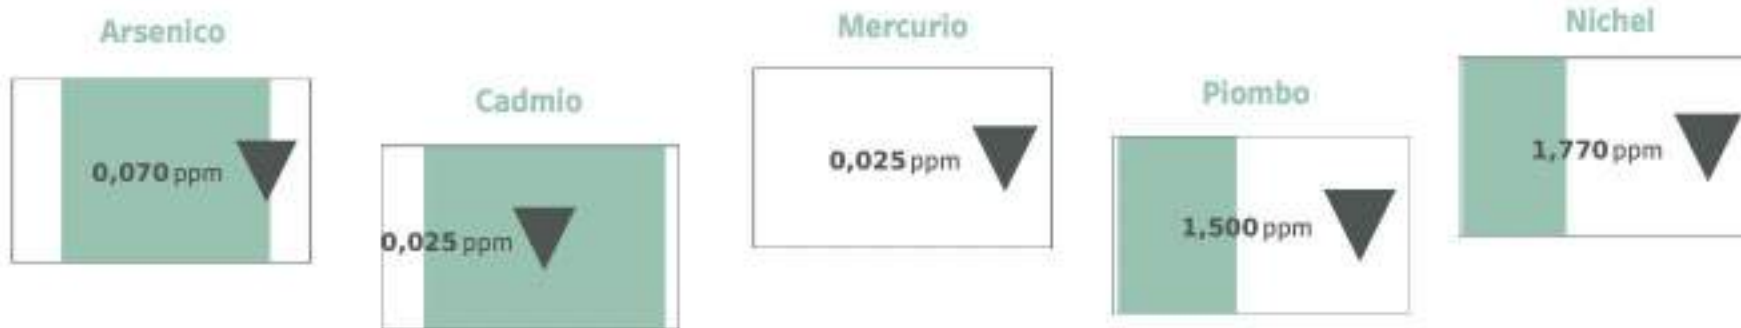 Arsenico
0,070 ppm
Cadmio
0,025 ppm
Mercurio
0,025 ppm
Piombo
1,500 ppm
Nichel
1,770 ppm